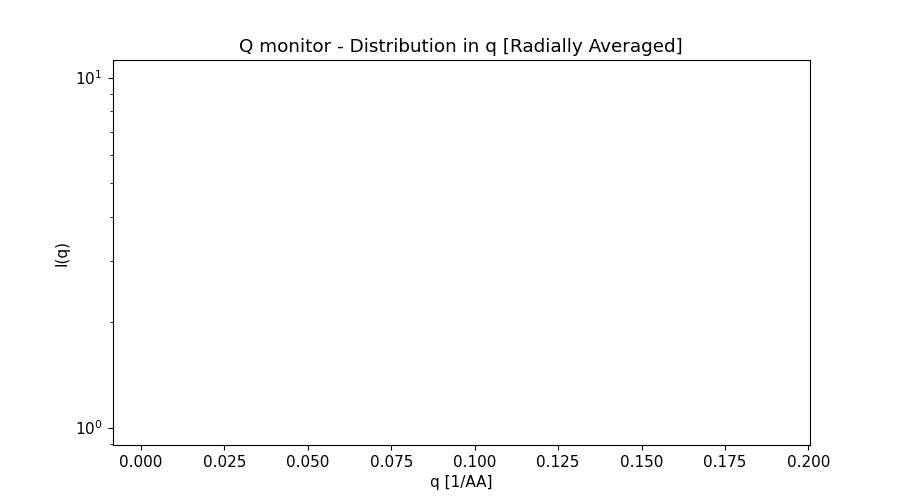 Q monitor - Distribution in q [Radially Averaged]
10¹
I(q)
10⁰
0.000 0.025 0.050 0.075 0.100 0.125 0.150 0.175 0.200
q [1/AA]